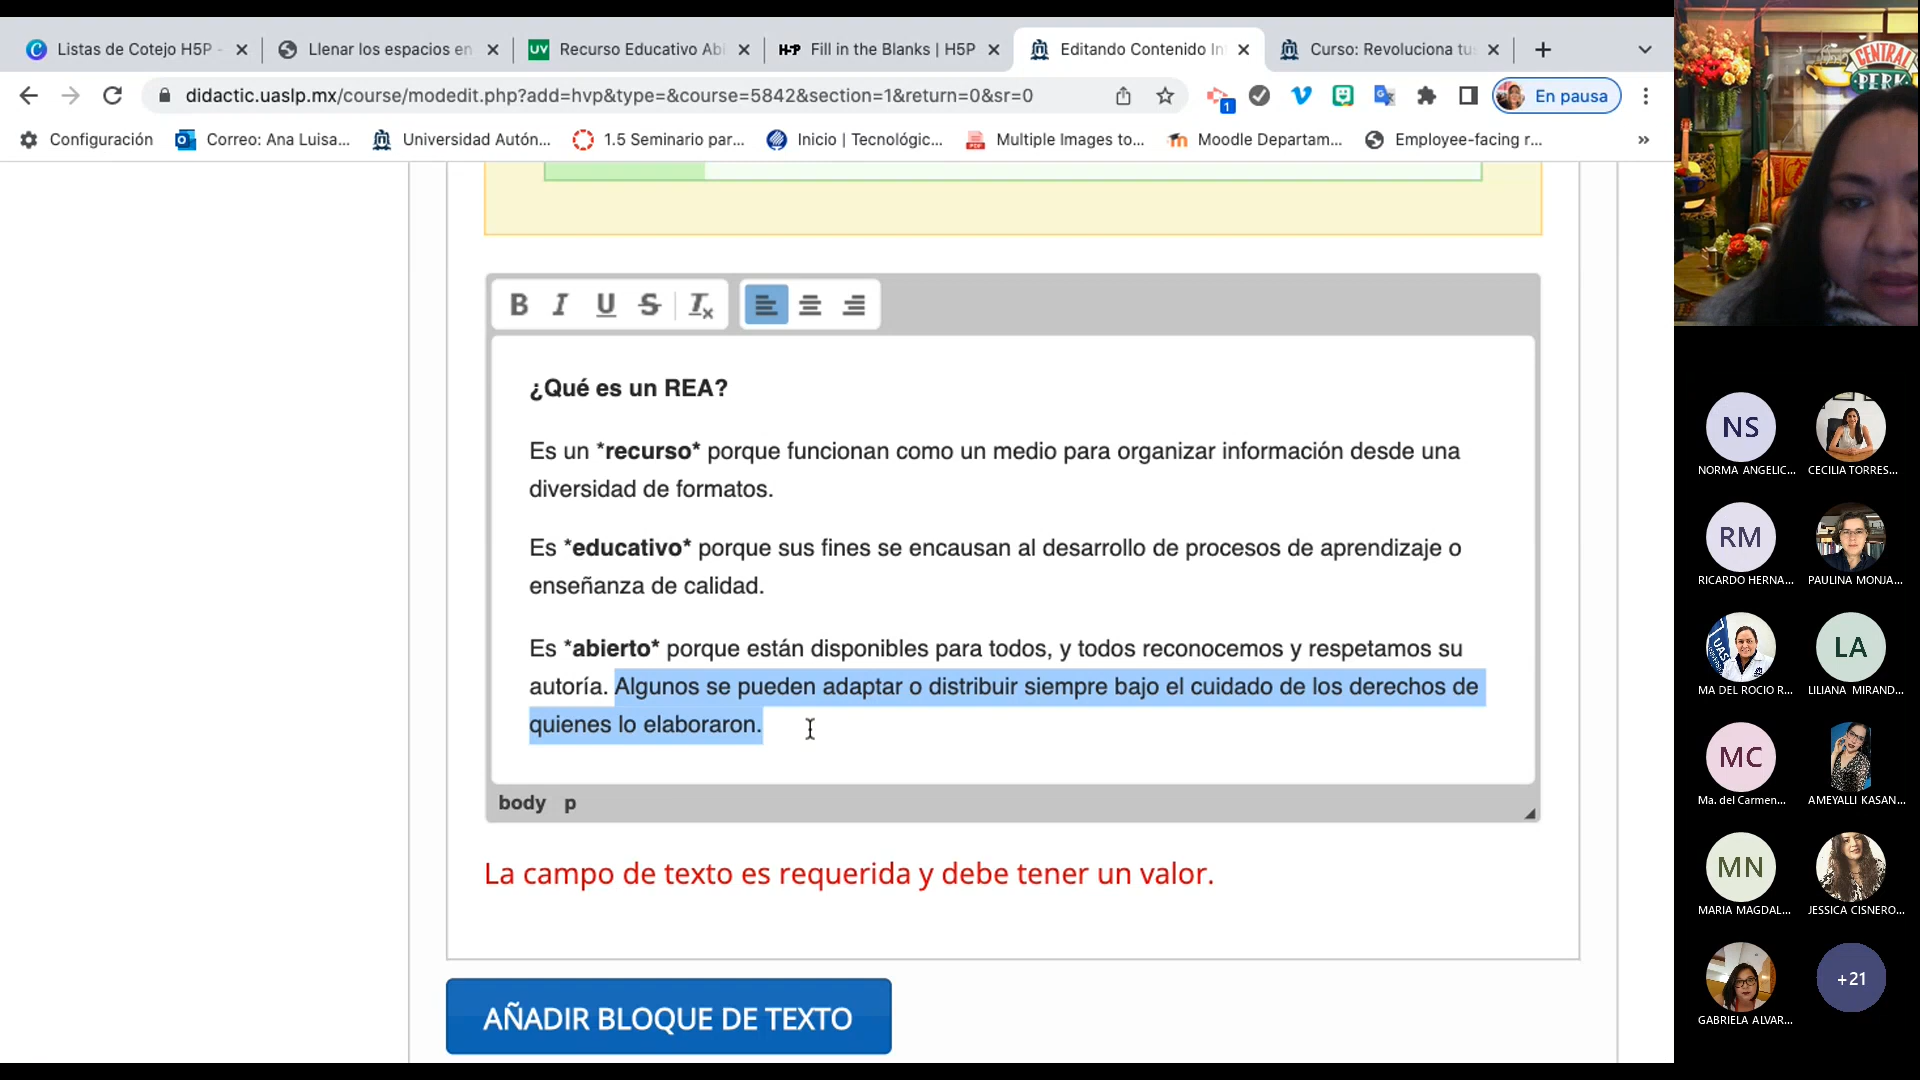 Listas de Cotejo H5P -
Llenar los espacios en
UV
Recurso Educativo Abi
H-P
Fill in the Blanks | H5P
Editando Contenido In
Curso: Revoluciona tu
didactic.uaslp.mx/course/modedit.php?add=hvp&type=&course=5842&section=1&return=0&sr=0
1
En pausa
Configuración
Correo: Ana Luisa...
Universidad Autón...
1.5 Seminario par...
Inicio | Tecnológic...
Multiple Images to...
Moodle Departam...
Employee-facing r...
B I U S Tx
¿Qué es un REA?
Es un *recurso* porque funcionan como un medio para organizar información desde una
diversidad de formatos.
Es *educativo* porque sus fines se encausan al desarrollo de procesos de aprendizaje o
enseñanza de calidad.
Es *abierto* porque están disponibles para todos, y todos reconocemos y respetamos su
autoría. Algunos se pueden adaptar o distribuir siempre bajo el cuidado de los derechos de
quienes lo elaboraron.
body p
La campo de texto es requerida y debe tener un valor.
AÑADIR BLOQUE DE TEXTO
CENTRAL
PERK
NS
NORMA ANGELIC...
CECILIA TORRES...
RM
RICARDO HERNA...
PAULINA MONJA...
MA DEL ROCIO R...
LA
LILIANA MIRAND...
MC
Ma. del Carmen...
AMEYALLI KASAN...
MN
MARIA MAGDAL...
JESSICA CISNERO...
GABRIELA ALVAR...
+21